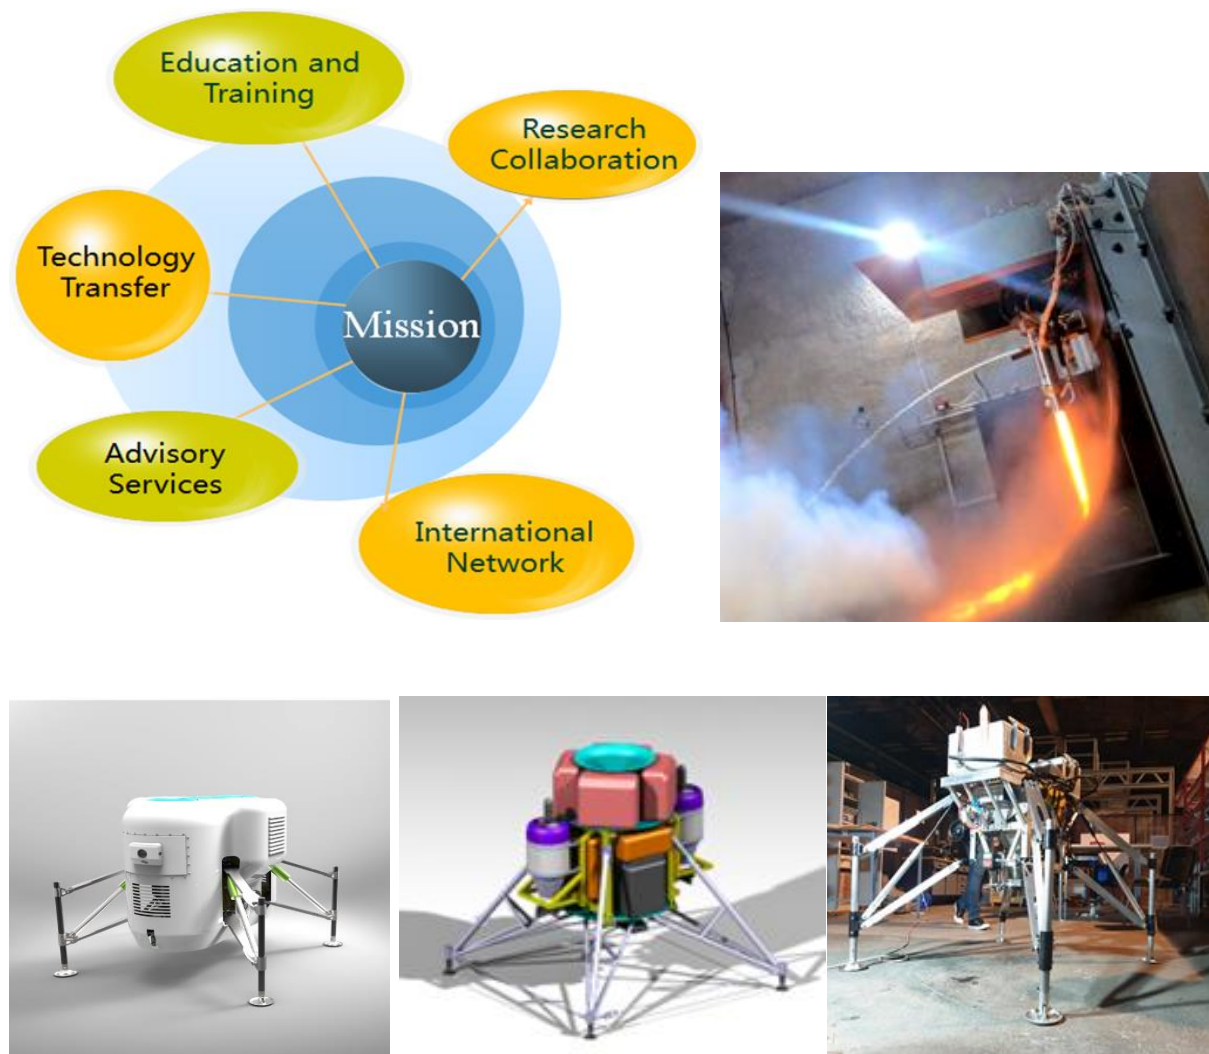 Education and
Training
Research
Collaboration
Technology
Transfer
Mission
Advisory
Services
International
Network